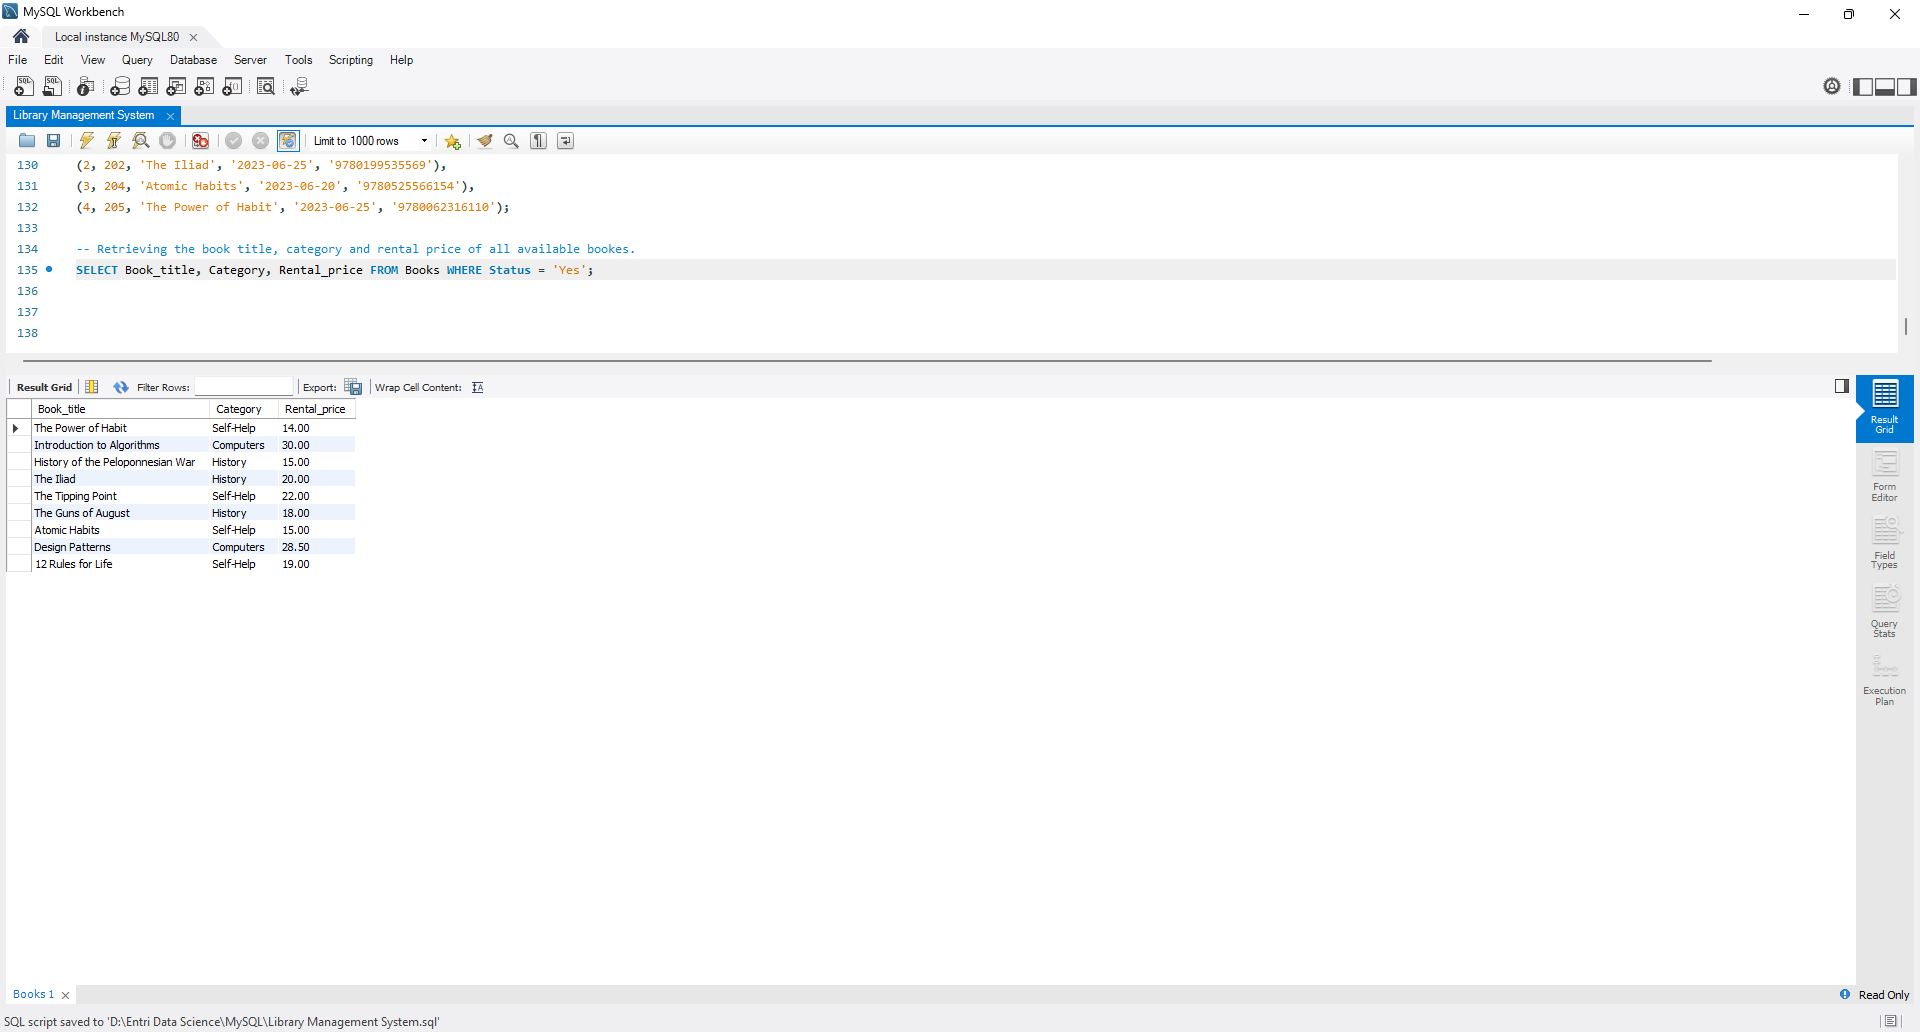 MySQL Workbench
Local instance MySQL80
File Edit View Query Database Server Tools Scripting Help
Library Management System
Limit to 1000 rows
130 (2, 202, 'The Iliad', '2023-06-25', '9780199535569'),
131 (3, 204, 'Atomic Habits', '2023-06-20', '9780525566154'),
132 (4, 205, 'The Power of Habit', '2023-06-25', '9780062316110');
133
134 -- Retrieving the book title, category and rental price of all available bookes.
135 SELECT Book_title, Category, Rental_price FROM Books WHERE Status = 'Yes';
136
137
138
Result Grid Filter Rows: Export: Wrap Cell Content:
Book_title Category Rental_price
The Power of Habit Self-Help 14.00
Introduction to Algorithms Computers 30.00
History of the Peloponnesian War History 15.00
The Iliad History 20.00
The Tipping Point Self-Help 22.00
The Guns of August History 18.00
Atomic Habits Self-Help 15.00
Design Patterns Computers 28.50
12 Rules for Life Self-Help 19.00
Result
Grid
Form
Editor
Field
Types
Query
Stats
Execution
Plan
Books 1
Read Only
SQL script saved to 'D:\Entri Data Science\MySQL\Library Management System.sql'